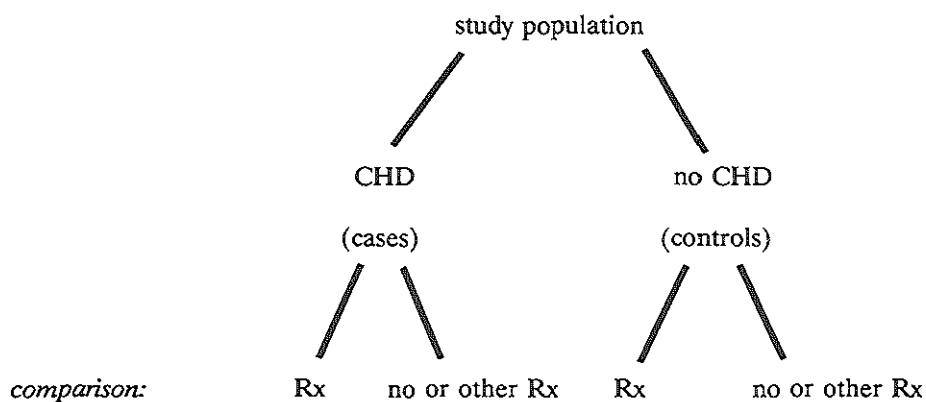 study population
CHD no CHD
(cases) (controls)
comparison: Rx no or other Rx Rx no or other Rx